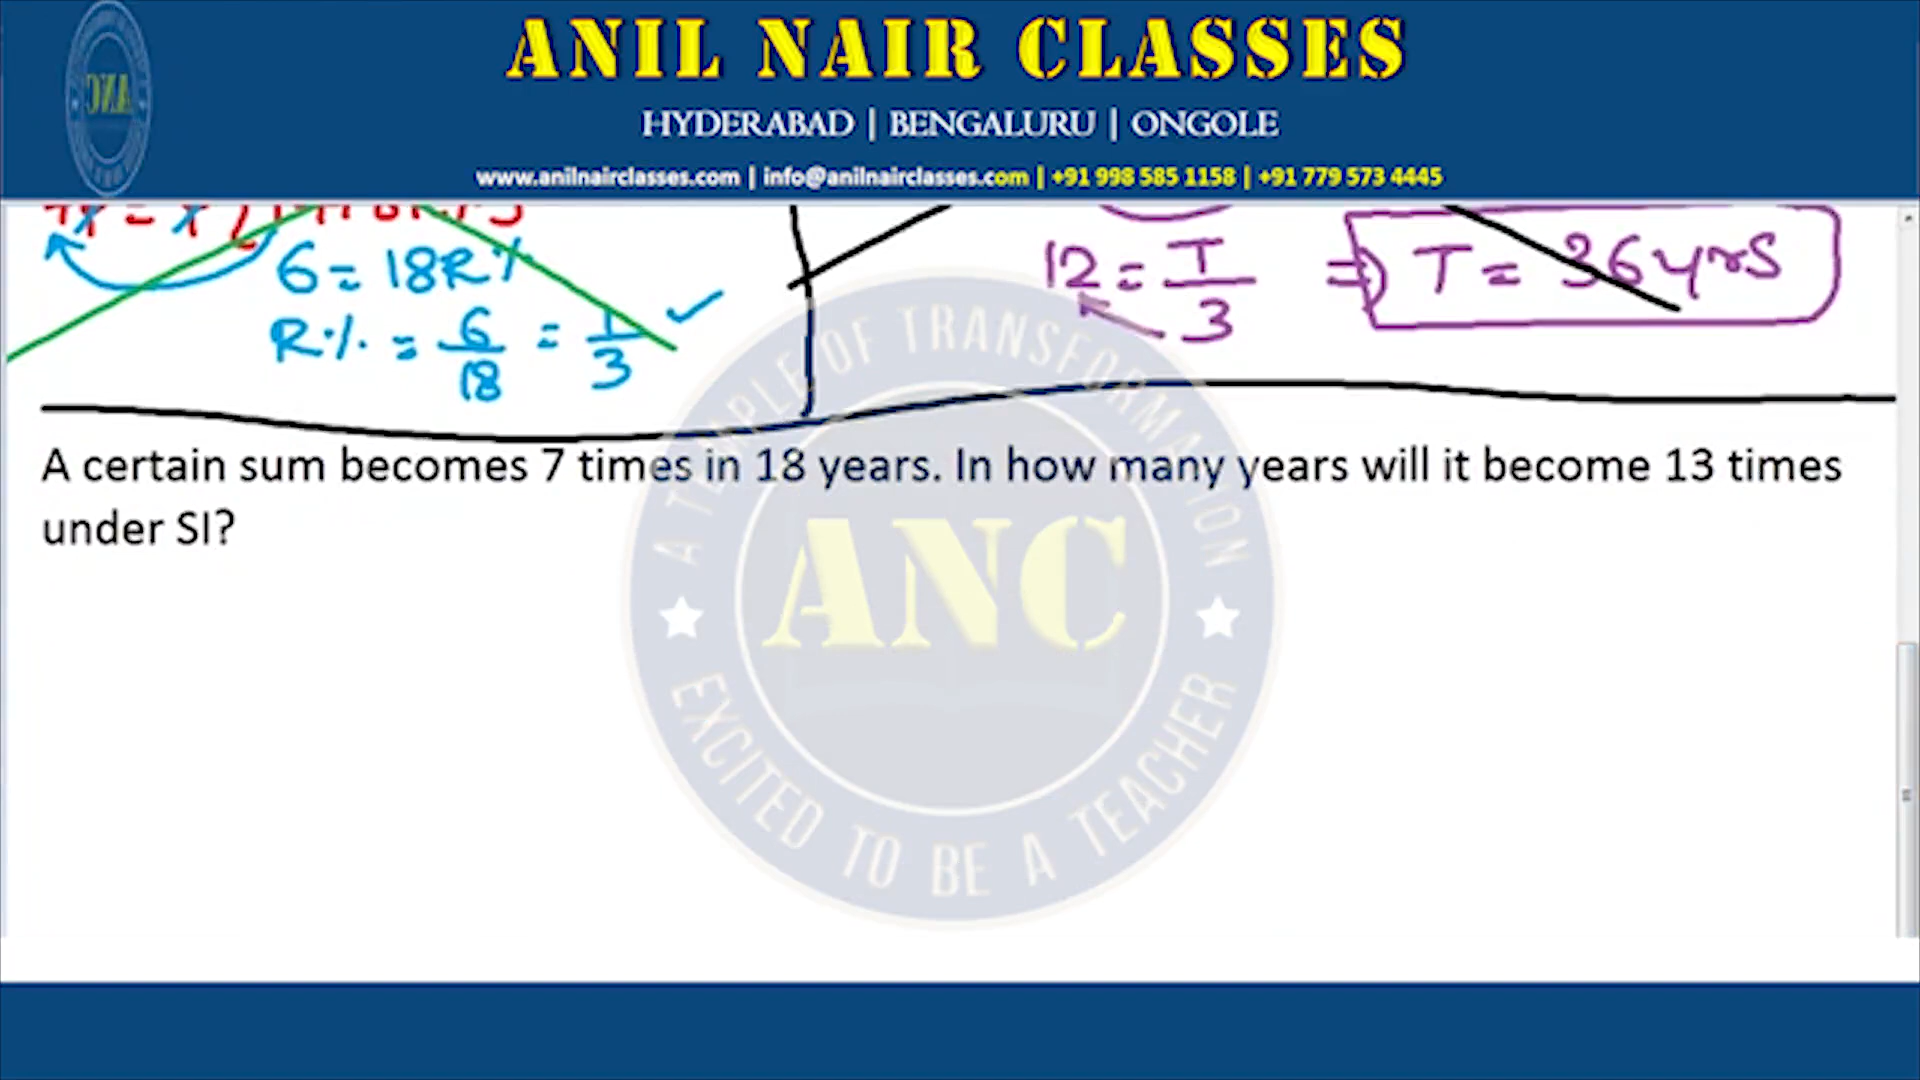 ANIL NAIR CLASSES
HYDERABAD | BENGALURU | ONGOLE
www.anilnairclasses.com | info@anilnairclasses.com | +91 998 585 1158 | +91 779 573 4445
6 = 18R%
R% = 6/18 = 1/3
12 = T/3 ⇒ T = 36yrs
A certain sum becomes 7 times in 18 years. In how many years will it become 13 times
under SI?
A TEMPLE OF TRANSFORMATION
ANC
EXCITED TO BE A TEACHER